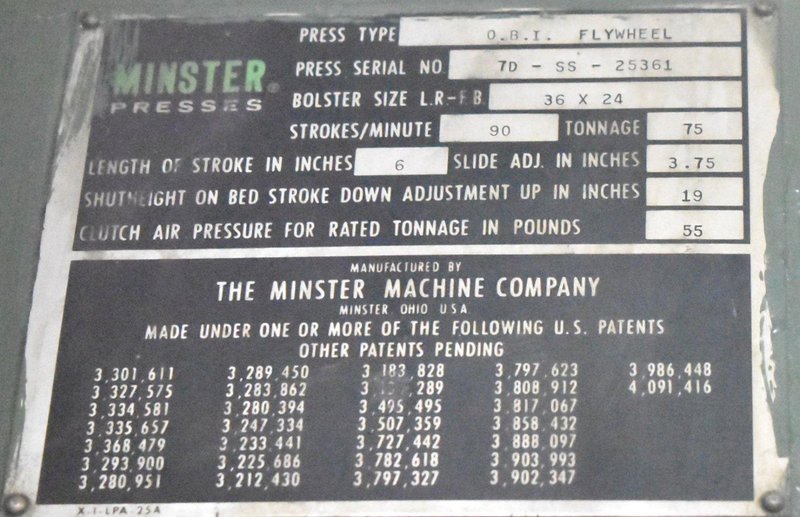 MINSTER®
PRESSES
PRESS TYPE O.B.I. FLYWHEEL
PRESS SERIAL NO. 7D - SS - 25361
BOLSTER SIZE L.R-F.B. 36 X 24
STROKES/MINUTE 90 TONNAGE 75
LENGTH OF STROKE IN INCHES 6 SLIDE ADJ. IN INCHES 3.75
SHUTHEIGHT ON BED STROKE DOWN ADJUSTMENT UP IN INCHES 19
CLUTCH AIR PRESSURE FOR RATED TONNAGE IN POUNDS 55
MANUFACTURED BY
THE MINSTER MACHINE COMPANY
MINSTER, OHIO U S A
MADE UNDER ONE OR MORE OF THE FOLLOWING U.S. PATENTS
OTHER PATENTS PENDING
3,301,611 3,289,450 3,183,828 3,797,623 3,986,448
3,327,575 3,283,862 3,808,912 4,091,416
3,334,581 3,280,394 3,495,495 3,817,067
3,335,657 3,247,334 3,507,359 3,858,432
3,368,479 3,233,441 3,727,442 3,888,097
3,293,900 3,225,686 3,782,618 3,903,993
3,280,951 3,212,430 3,797,327 3,902,347
X-1-LPA-25A